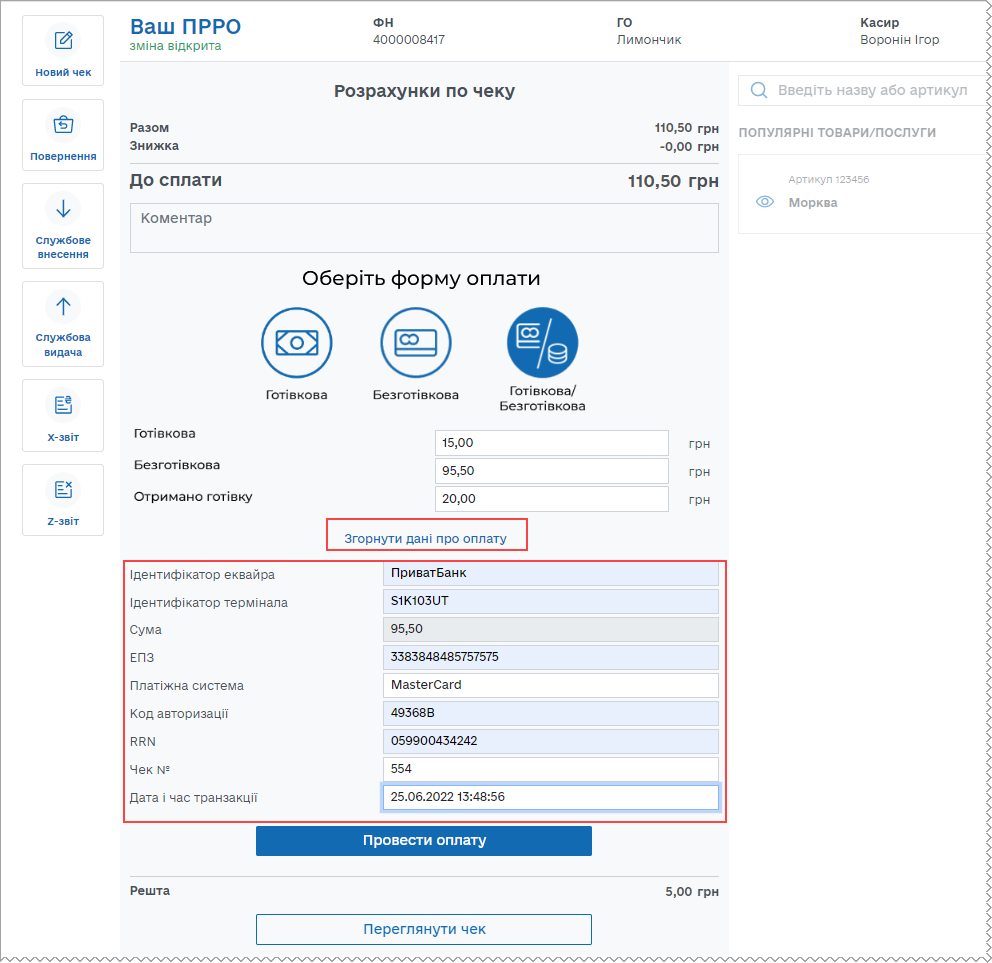 Новий чек
Повернення
Службове
внесення
Службова
видача
Х-звіт
Z-звіт
Ваш ПРРО
зміна відкрита
ФН
4000008417
ГО
Лимончик
Касир
Воронін Ігор
Розрахунки по чеку
Разом 110,50 грн
Знижка -0,00 грн
До сплати 110,50 грн
Коментар
Оберіть форму оплати
Готівкова
Безготівкова
Готівкова/
Безготівкова
Готівкова 15,00 грн
Безготівкова 95,50 грн
Отримано готівку 20,00 грн
Згорнути дані про оплату
Ідентифікатор еквайра ПриватБанк
Ідентифікатор термінала S1K103UT
Сума 95,50
ЕПЗ 3383848485757575
Платіжна система MasterCard
Код авторизації 49368B
RRN 059900434242
Чек № 554
Дата і час транзакції 25.06.2022 13:48:56
Провести оплату
Решта 5,00 грн
Переглянути чек
Введіть назву або артикул
ПОПУЛЯРНІ ТОВАРИ/ПОСЛУГИ
Артикул 123456
Морква